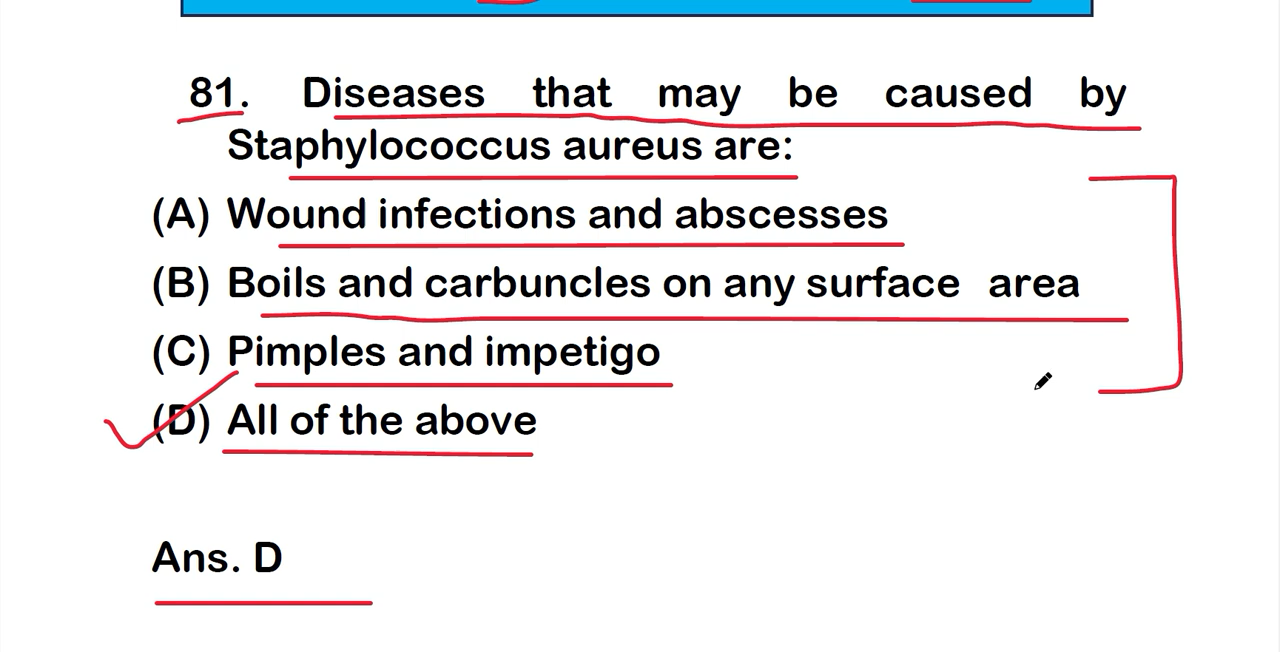 81. Diseases that may be caused by
Staphylococcus aureus are:
(A) Wound infections and abscesses
(B) Boils and carbuncles on any surface area
(C) Pimples and impetigo
(D) All of the above
Ans. D